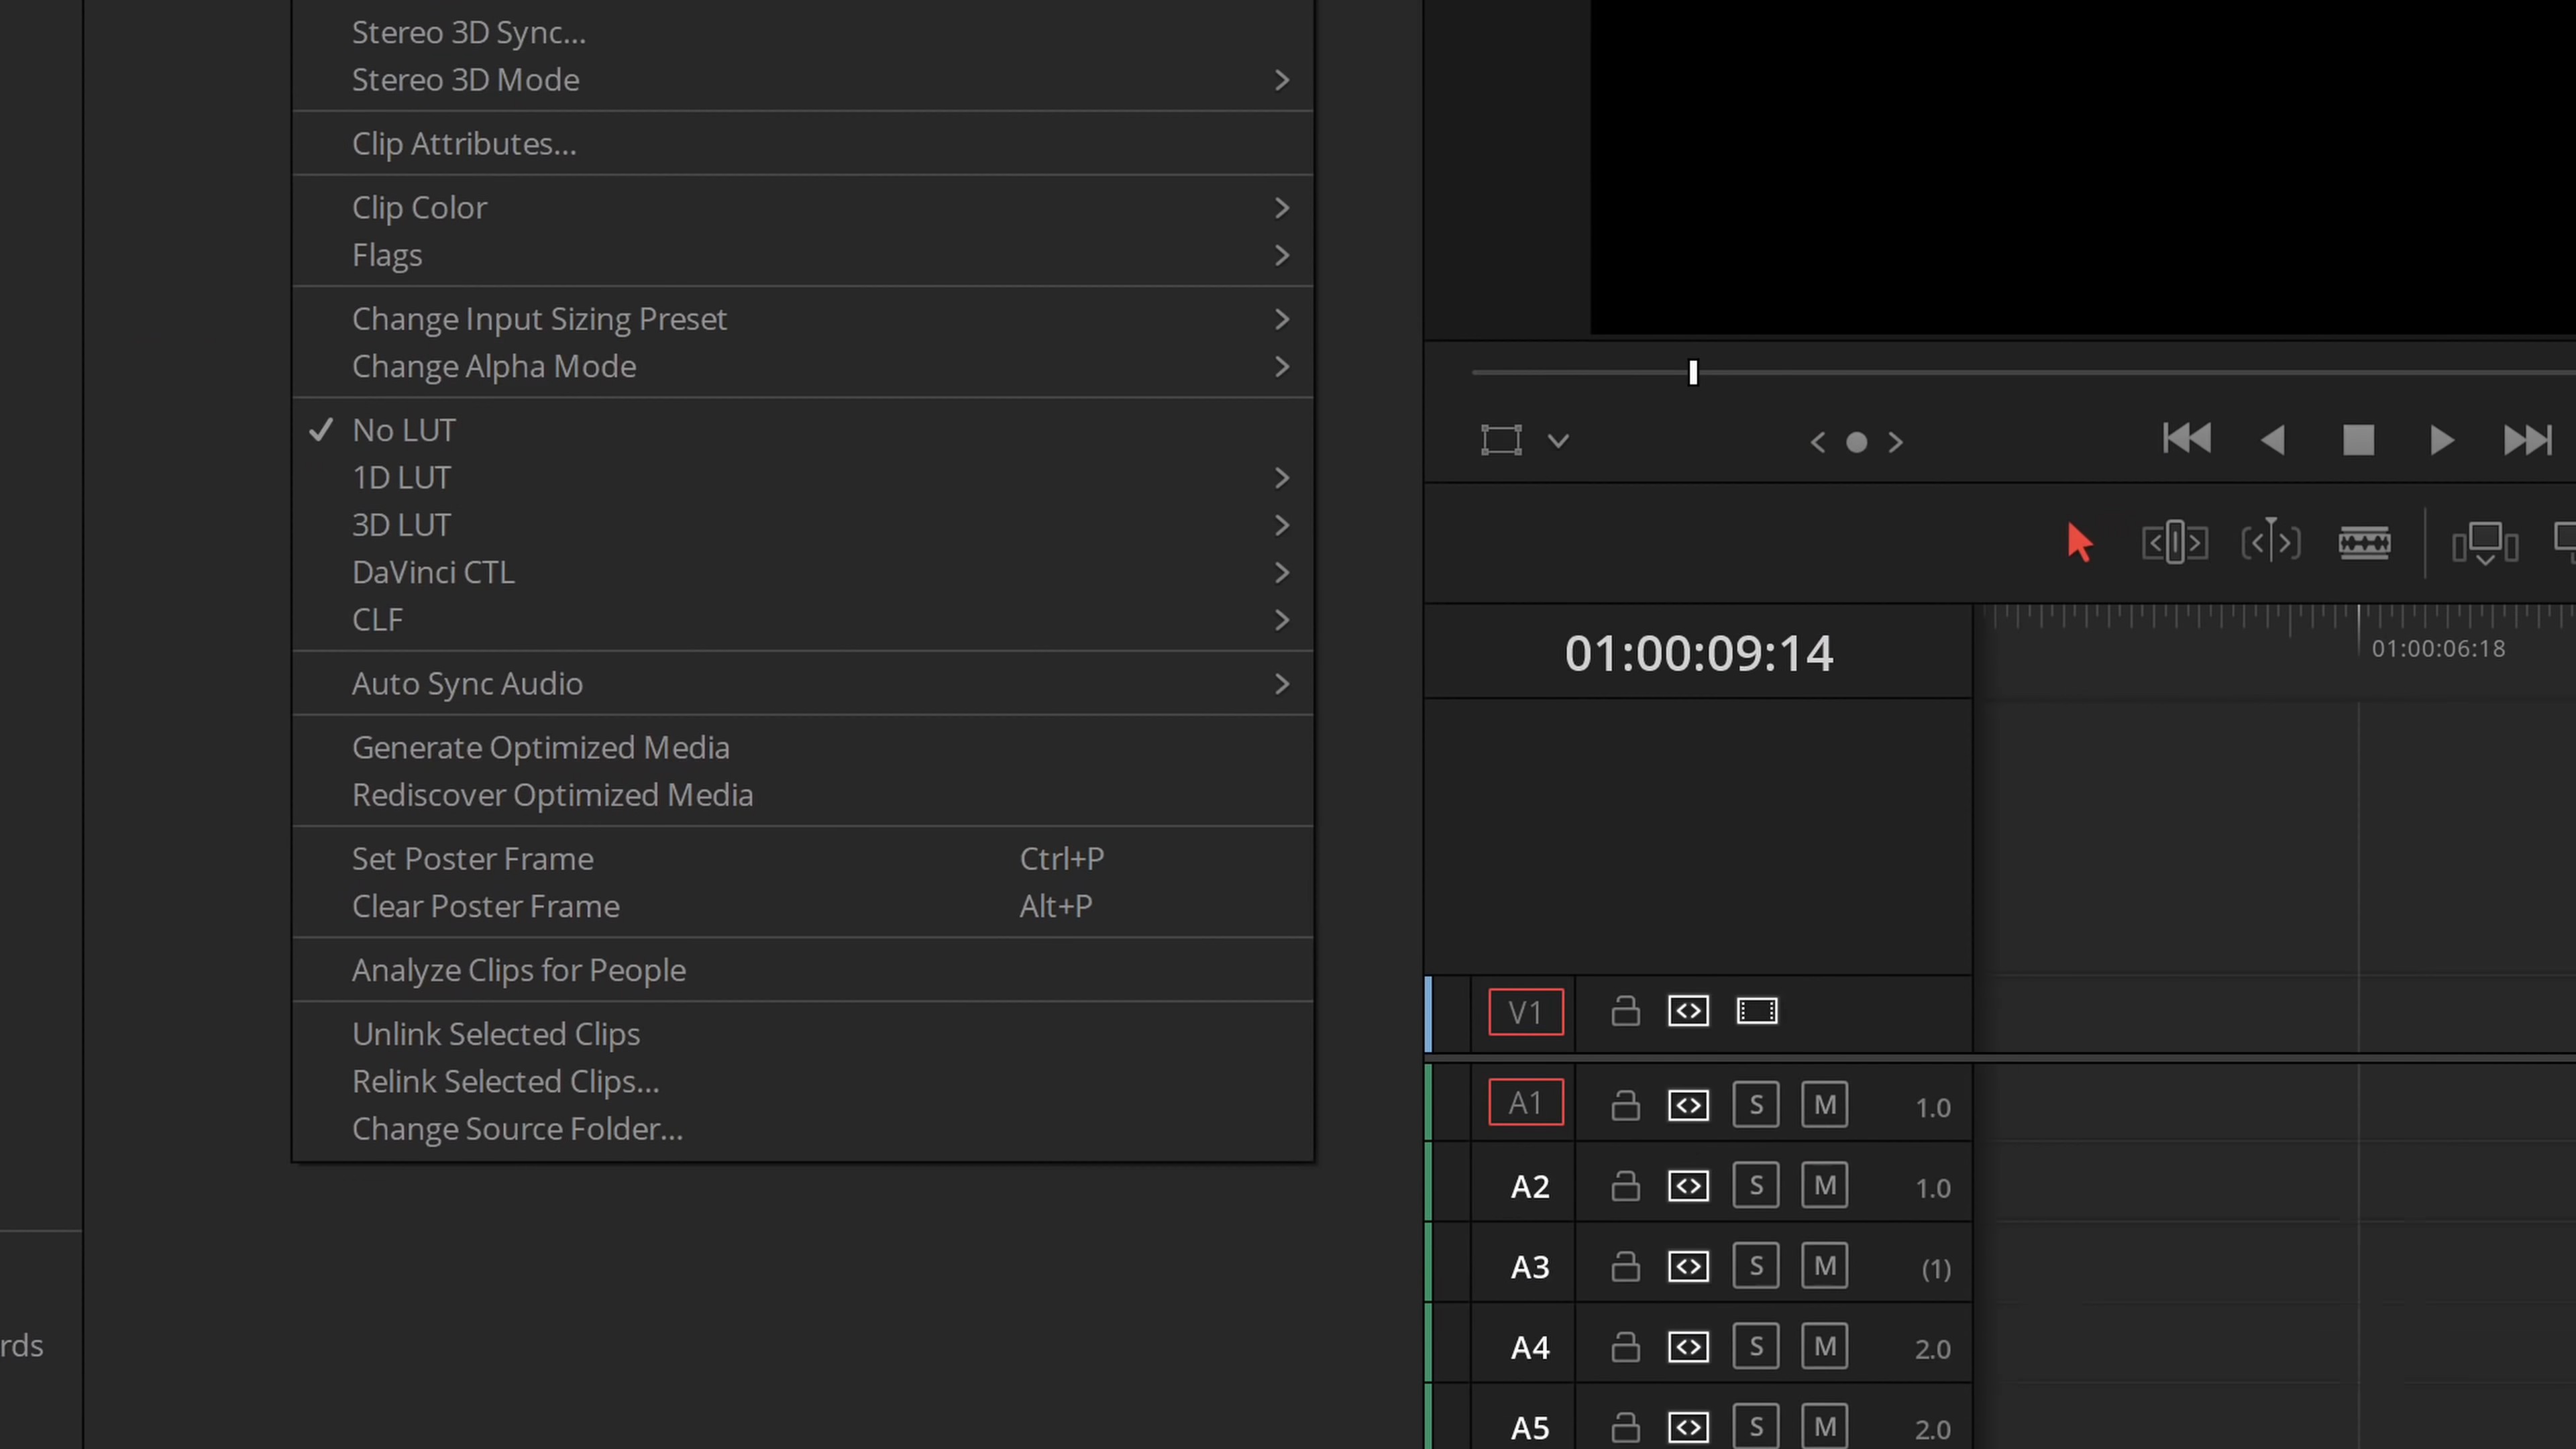 Stereo 3D Sync...
Stereo 3D Mode
Clip Attributes...
Clip Color
Flags
Change Input Sizing Preset
Change Alpha Mode
No LUT
1D LUT
3D LUT
DaVinci CTL
CLF
Auto Sync Audio
Generate Optimized Media
Rediscover Optimized Media
Set Poster Frame Ctrl+P
Clear Poster Frame Alt+P
Analyze Clips for People
Unlink Selected Clips
Relink Selected Clips...
Change Source Folder...
rds
01:00:09:14
01:00:06:18
V1
A1 S M 1.0
A2 S M 1.0
A3 S M (1)
A4 S M 2.0
A5 S M 2.0